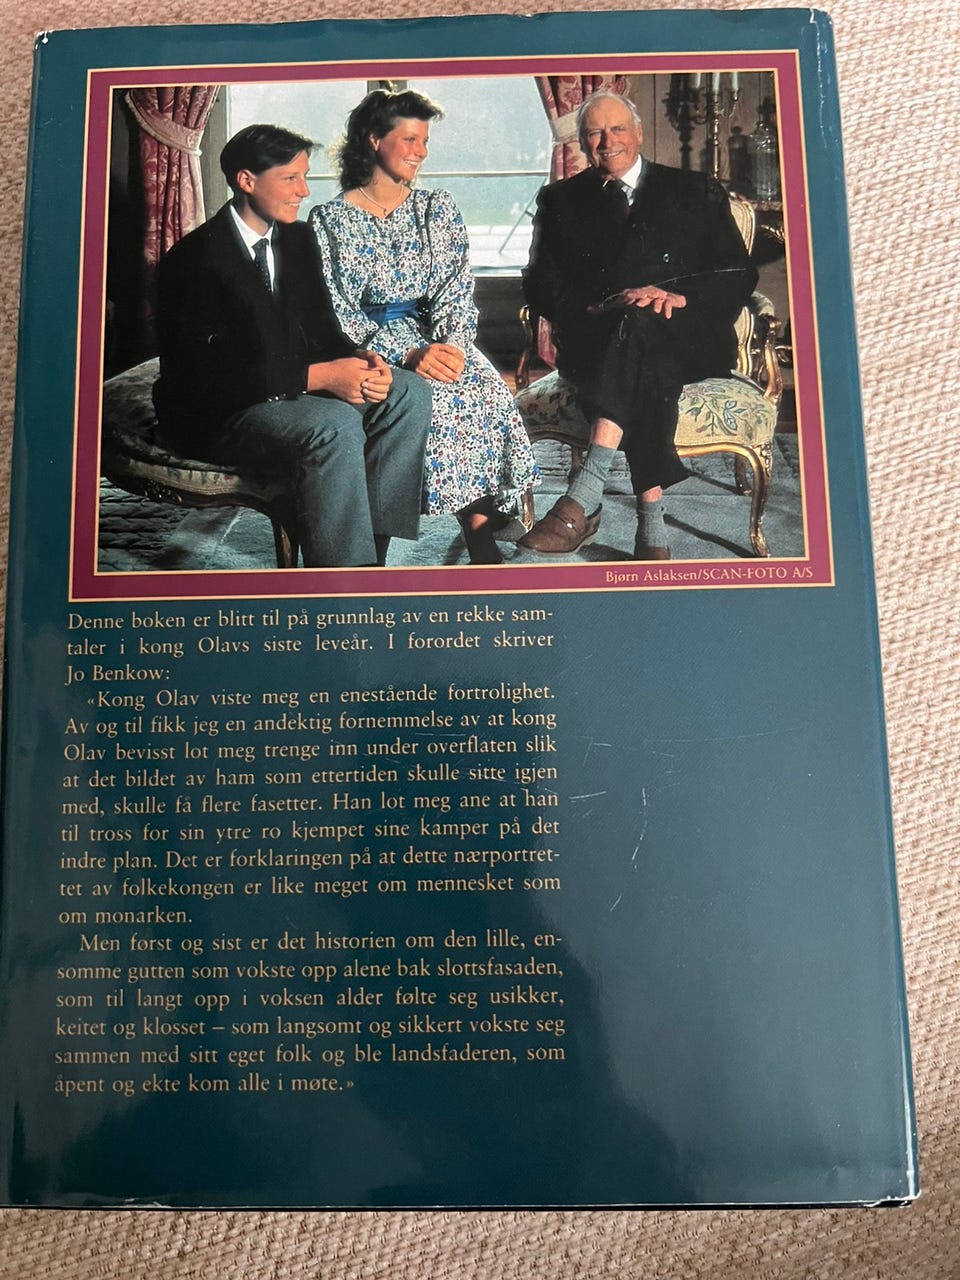 Bjørn Aslaksen/SCAN-FOTO A/S
Denne boken er blitt til på grunnlag av en rekke sam-
taler i kong Olavs siste leveår. I forordet skriver
Jo Benkow:
«Kong Olav viste meg en enestående fortrolighet.
Av og til fikk jeg en andektig fornemmelse av at kong
Olav bevisst lot meg trenge inn under overflaten slik
at det bildet av ham som ettertiden skulle sitte igjen
med, skulle få flere fasetter. Han lot meg ane at han
til tross for sin ytre ro kjempet sine kamper på det
indre plan. Det er forklaringen på at dette nærportret-
tet av folkekongen er like meget om mennesket som
om monarken.
Men først og sist er det historien om den lille, en-
somme gutten som vokste opp alene bak slottsfasaden,
som til langt opp i voksen alder følte seg usikker,
keitet og klosset – som langsomt og sikkert vokste seg
sammen med sitt eget folk og ble landsfaderen, som
åpent og ekte kom alle i møte.»